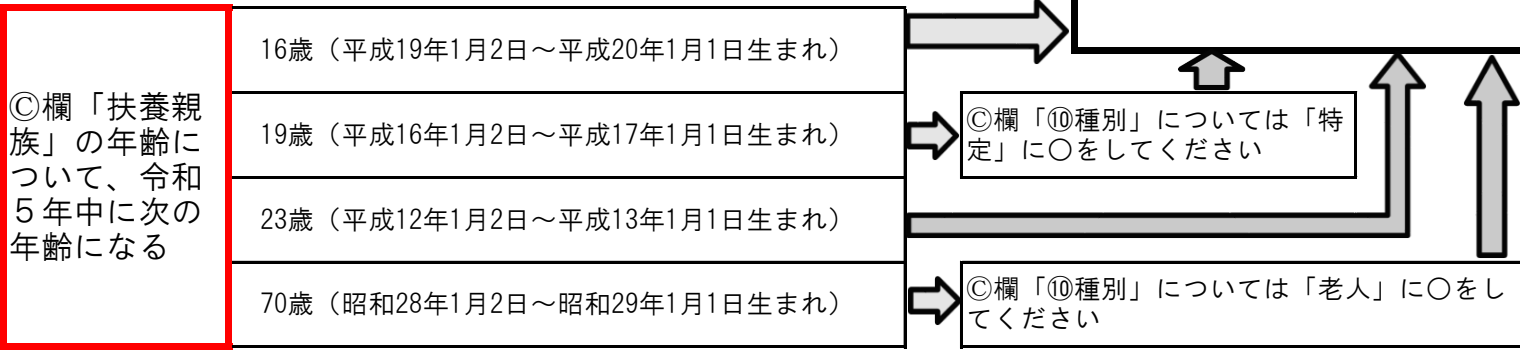 Ⓒ欄「扶養親
族」の年齢に
ついて、令和
５年中に次の
年齢になる
16歳（平成19年1月2日～平成20年1月1日生まれ）
19歳（平成16年1月2日～平成17年1月1日生まれ）
Ⓒ欄「⑩種別」については「特
定」に〇をしてください
23歳（平成12年1月2日～平成13年1月1日生まれ）
70歳（昭和28年1月2日～昭和29年1月1日生まれ）
Ⓒ欄「⑩種別」については「老人」に〇をし
てください